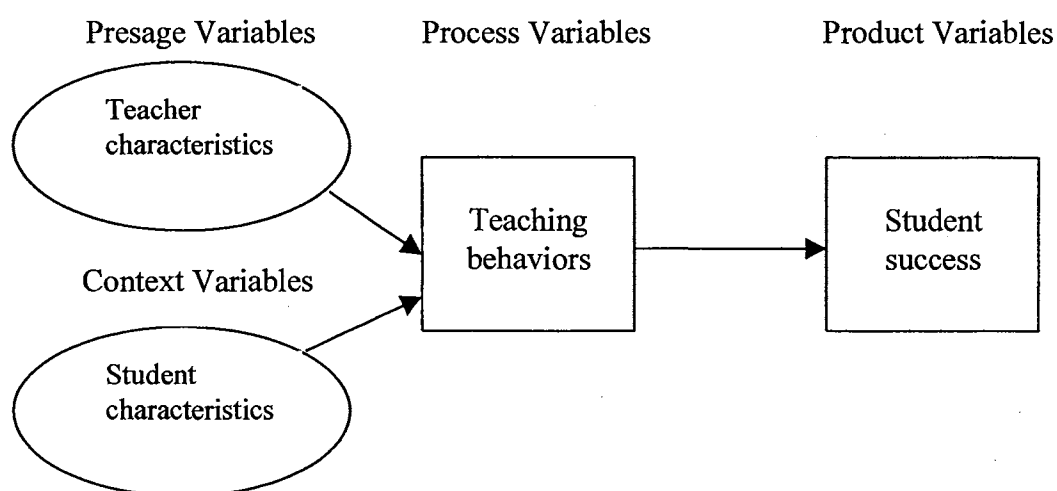 Presage Variables
Process Variables
Product Variables
Teacher
characteristics
Teaching
behaviors
Student
success
Context Variables
Student
characteristics